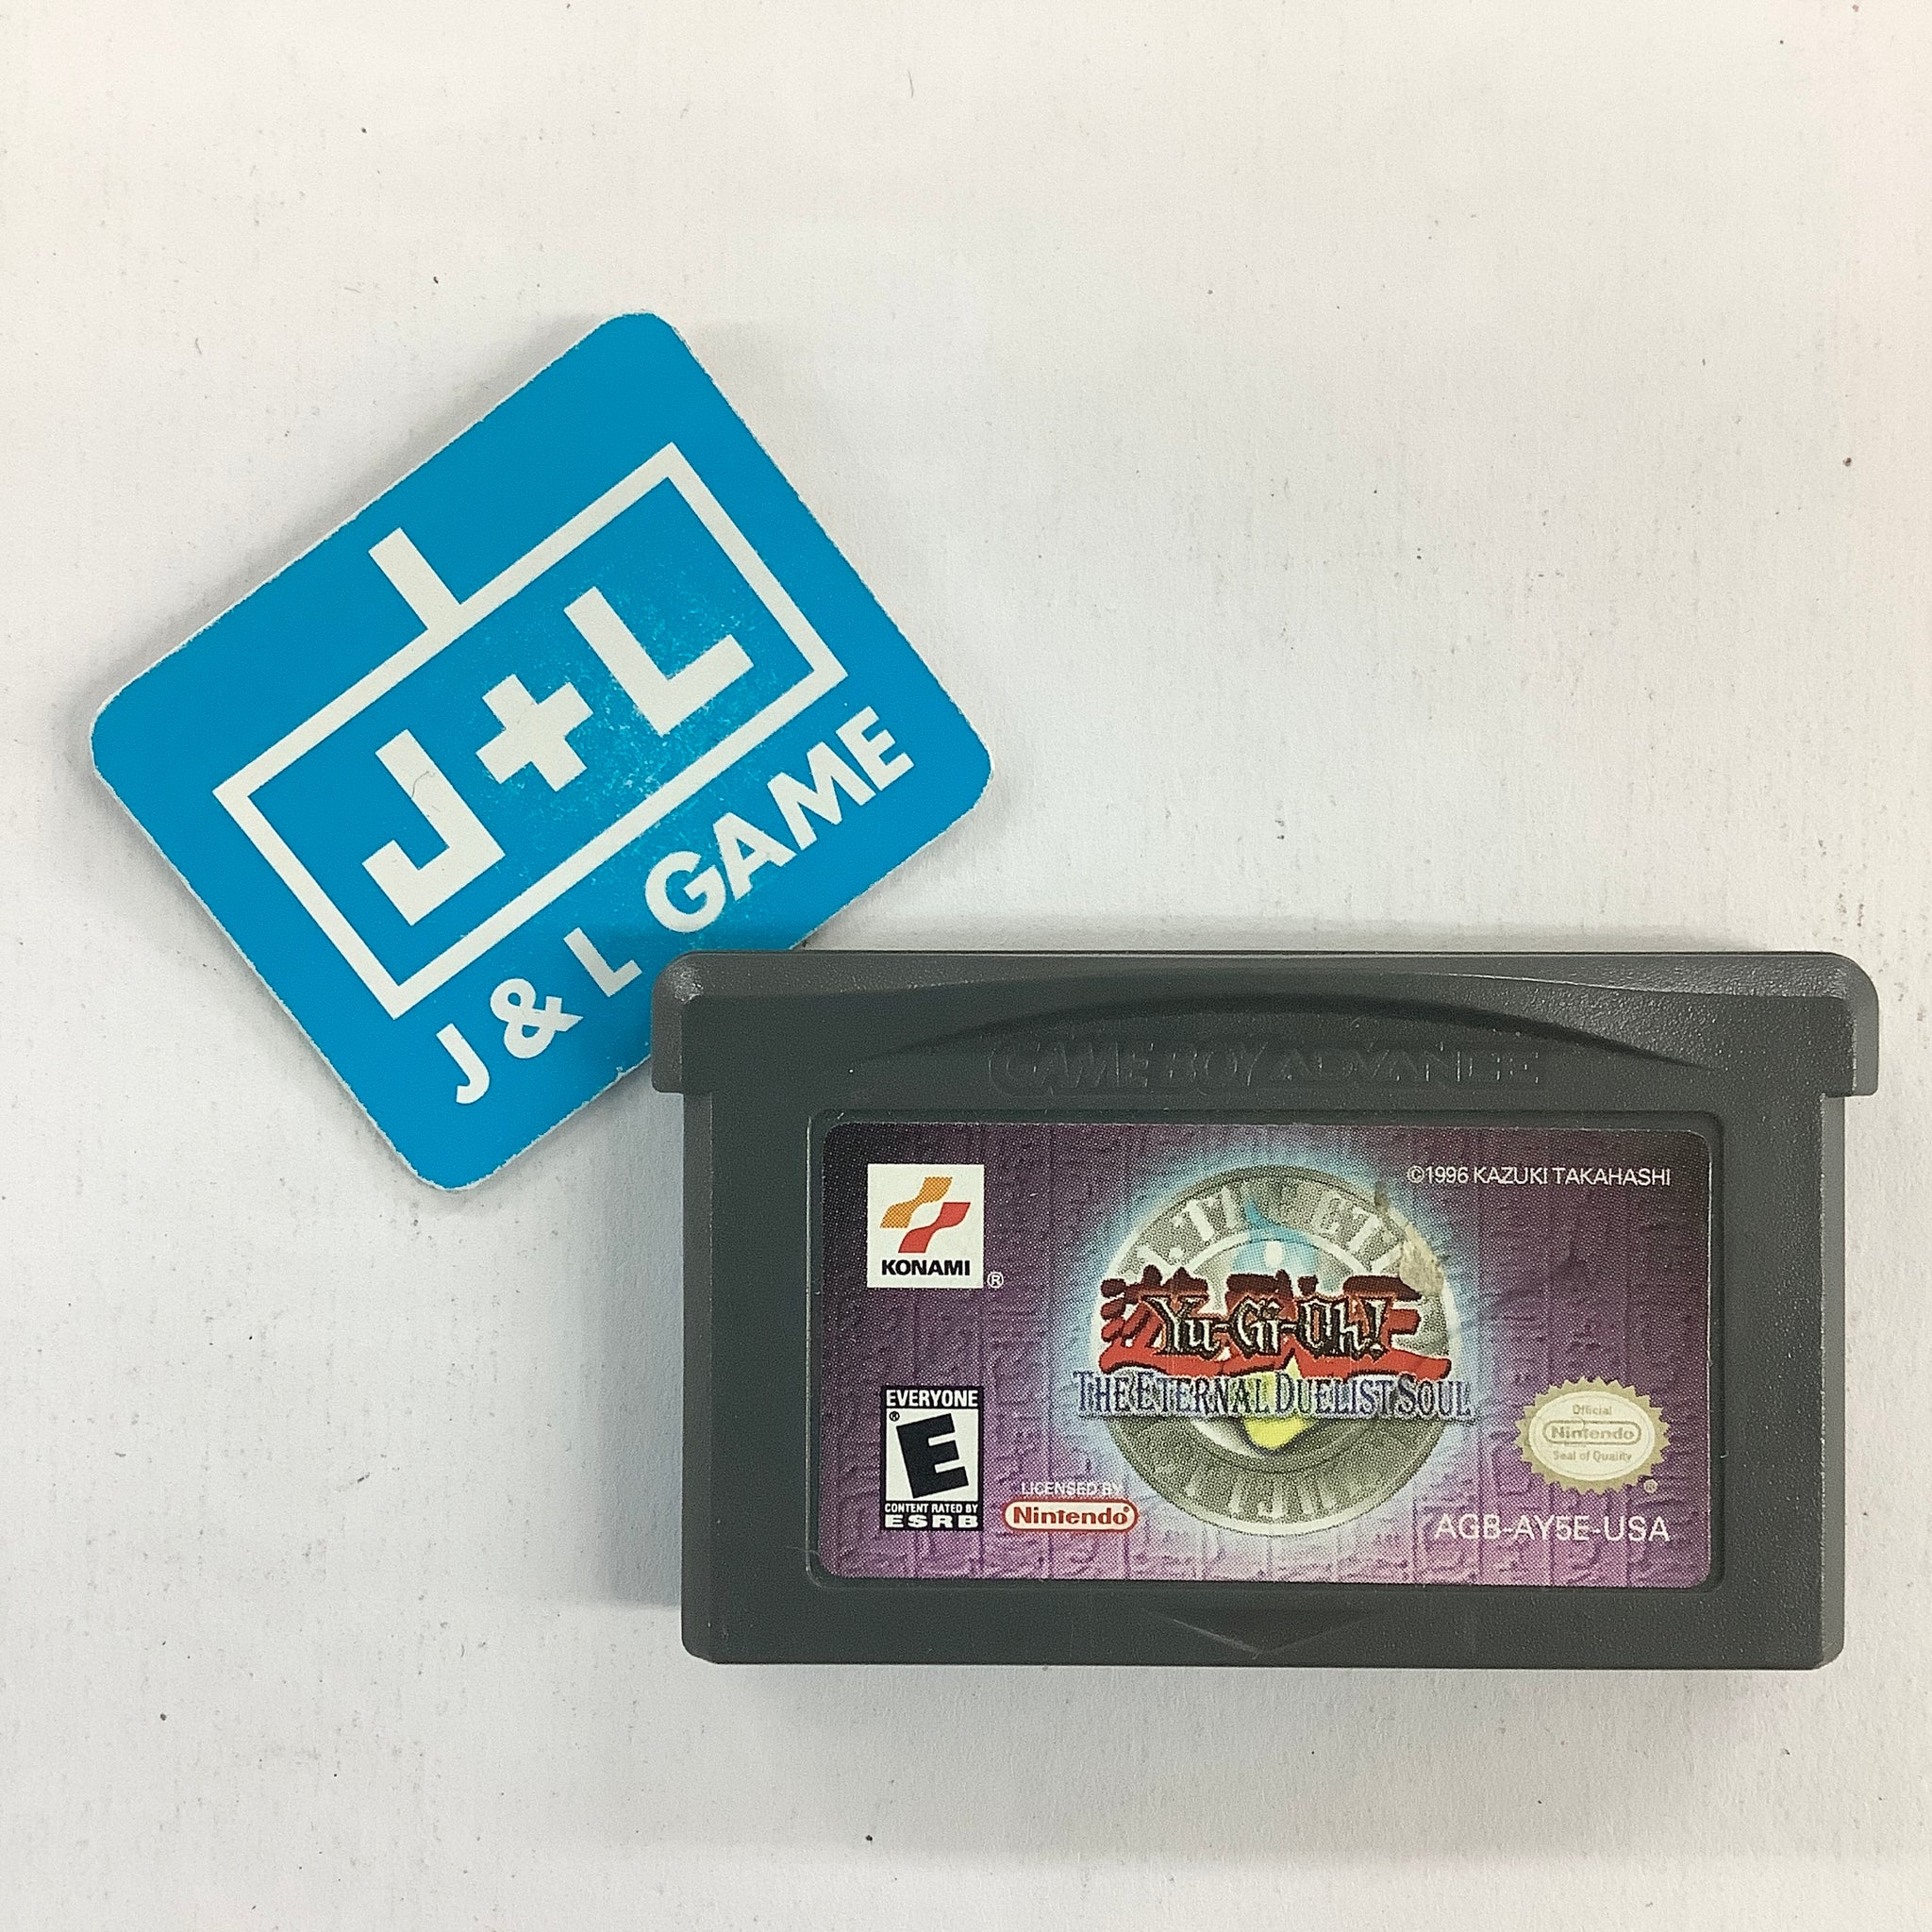 J+L
J & L GAME
GAME BOY ADVANCE
©1996 KAZUKI TAKAHASHI
KONAMI
®
Yu-Gi-Oh!
THE ETERNAL DUELIST SOUL
EVERYONE
E
®
CONTENT RATED BY
ESRB
LICENSED BY
Nintendo®
Official
Nintendo
Seal of Quality
®
AGB-AY5E-USA